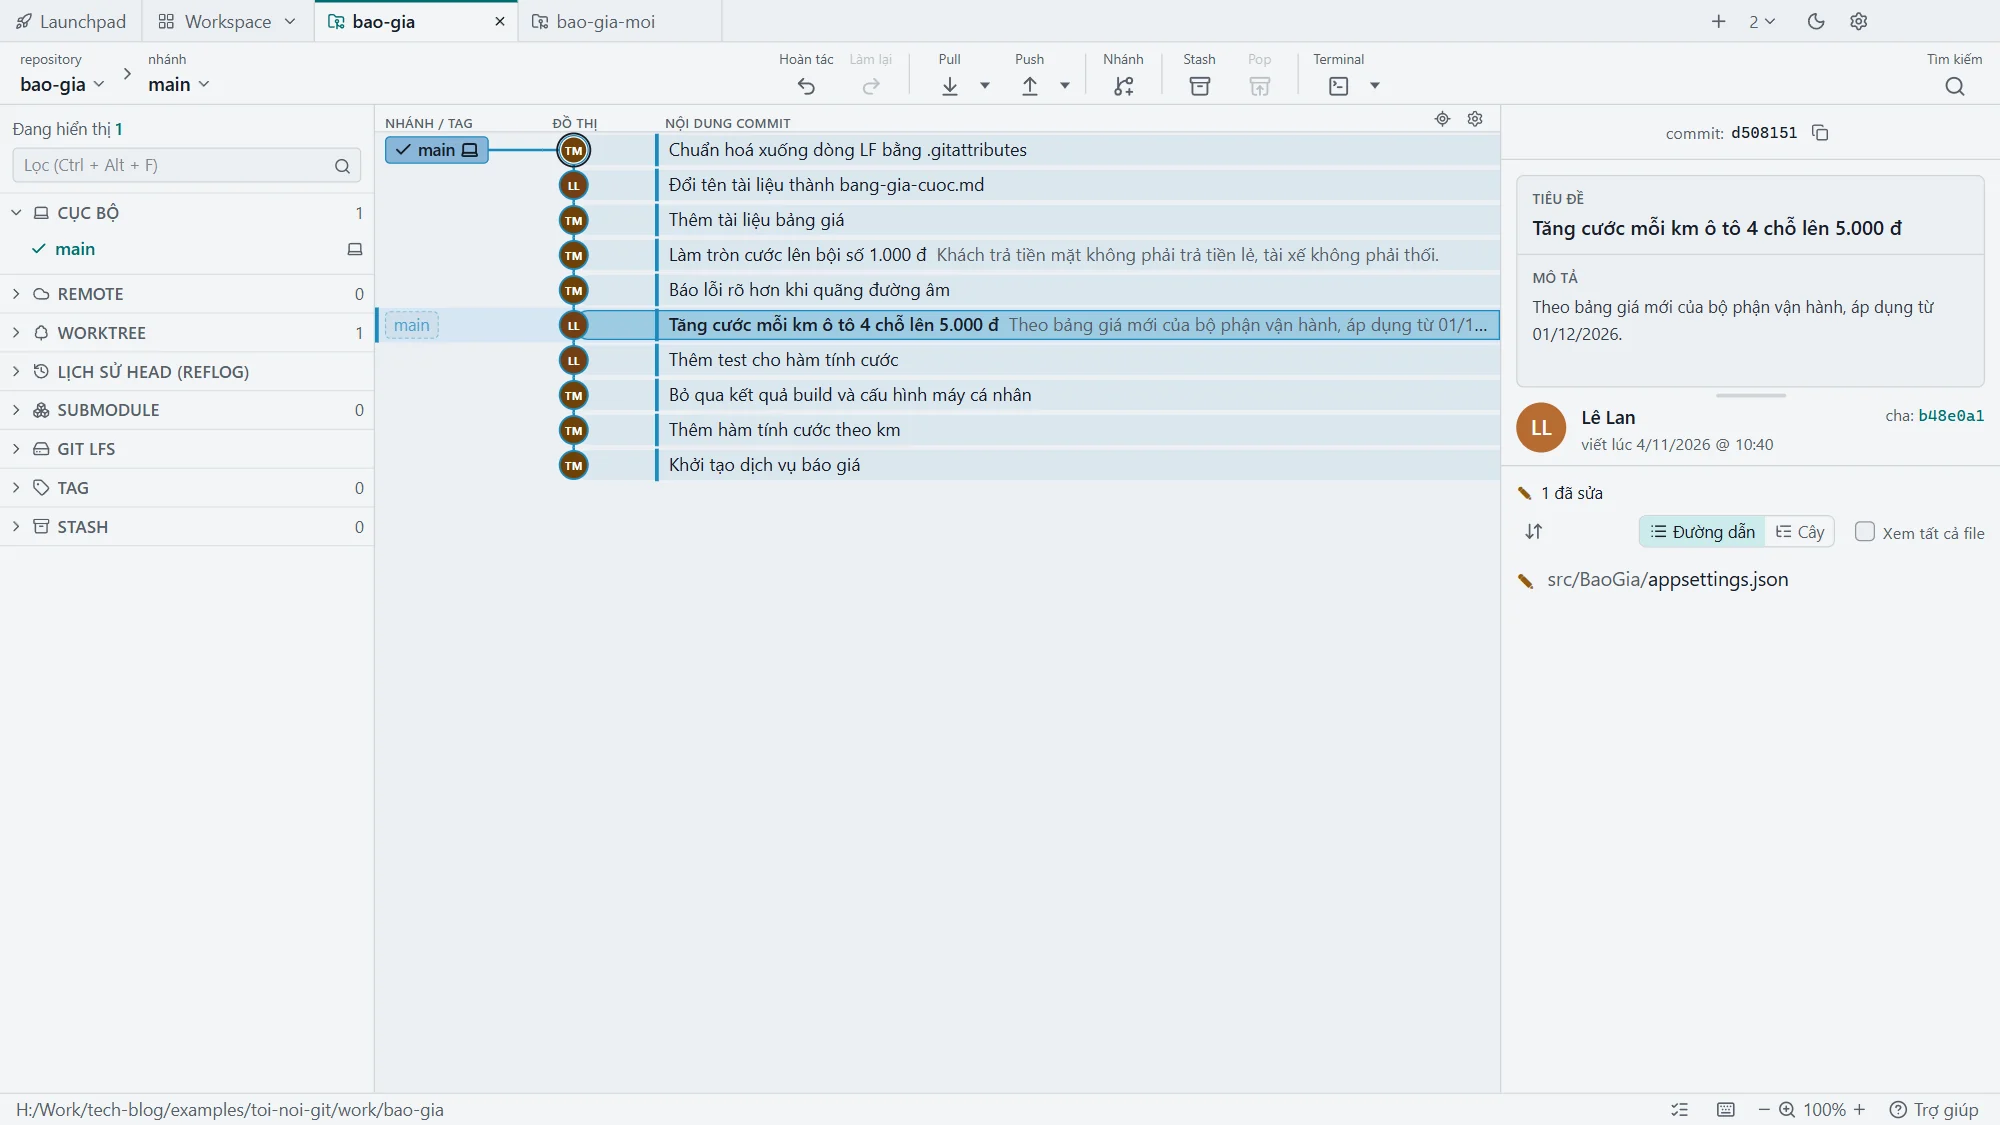 Launchpad
Workspace
bao-gia
bao-gia-moi
2
repository
bao-gia
nhánh
main
Hoàn tác
Làm lại
Pull
Push
Nhánh
Stash
Pop
Terminal
Tìm kiếm
Đang hiển thị 1
Lọc (Ctrl + Alt + F)
CỤC BỘ 1
main
REMOTE 0
WORKTREE 1
LỊCH SỬ HEAD (REFLOG)
SUBMODULE 0
GIT LFS
TAG 0
STASH 0
NHÁNH / TAG
ĐỒ THỊ
NỘI DUNG COMMIT
main TM Chuẩn hoá xuống dòng LF bằng .gitattributes
LL Đổi tên tài liệu thành bang-gia-cuoc.md
TM Thêm tài liệu bảng giá
TM Làm tròn cước lên bội số 1.000 đ Khách trả tiền mặt không phải trả tiền lẻ, tài xế không phải thối.
TM Báo lỗi rõ hơn khi quãng đường âm
main LL Tăng cước mỗi km ô tô 4 chỗ lên 5.000 đ Theo bảng giá mới của bộ phận vận hành, áp dụng từ 01/1...
LL Thêm test cho hàm tính cước
TM Bỏ qua kết quả build và cấu hình máy cá nhân
TM Thêm hàm tính cước theo km
TM Khởi tạo dịch vụ báo giá
commit: d508151
TIÊU ĐỀ
Tăng cước mỗi km ô tô 4 chỗ lên 5.000 đ
MÔ TẢ
Theo bảng giá mới của bộ phận vận hành, áp dụng từ
01/12/2026.
LL
Lê Lan
cha: b48e0a1
viết lúc 4/11/2026 @ 10:40
1 đã sửa
Đường dẫn
Cây
Xem tất cả file
src/BaoGia/appsettings.json
H:/Work/tech-blog/examples/toi-noi-git/work/bao-gia
100%
Trợ giúp